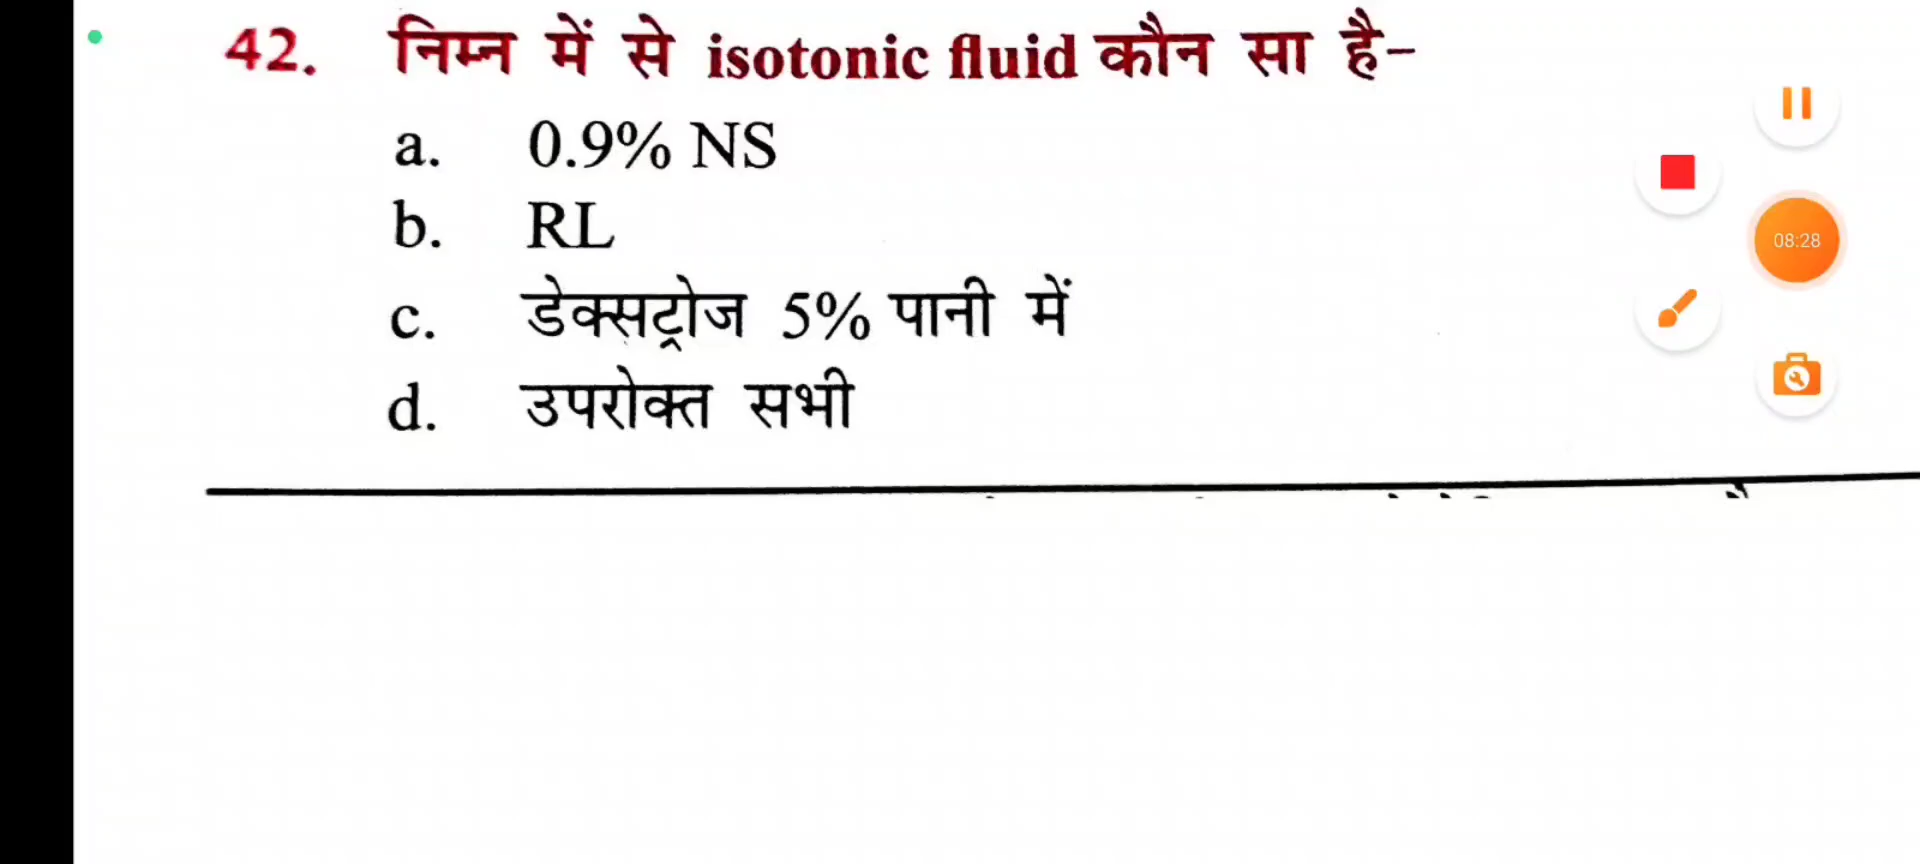 42. निम्न में से isotonic fluid कौन सा है–
a. 0.9% NS
b. RL
c. डेक्सट्रोज 5% पानी में
d. उपरोक्त सभी
08:28